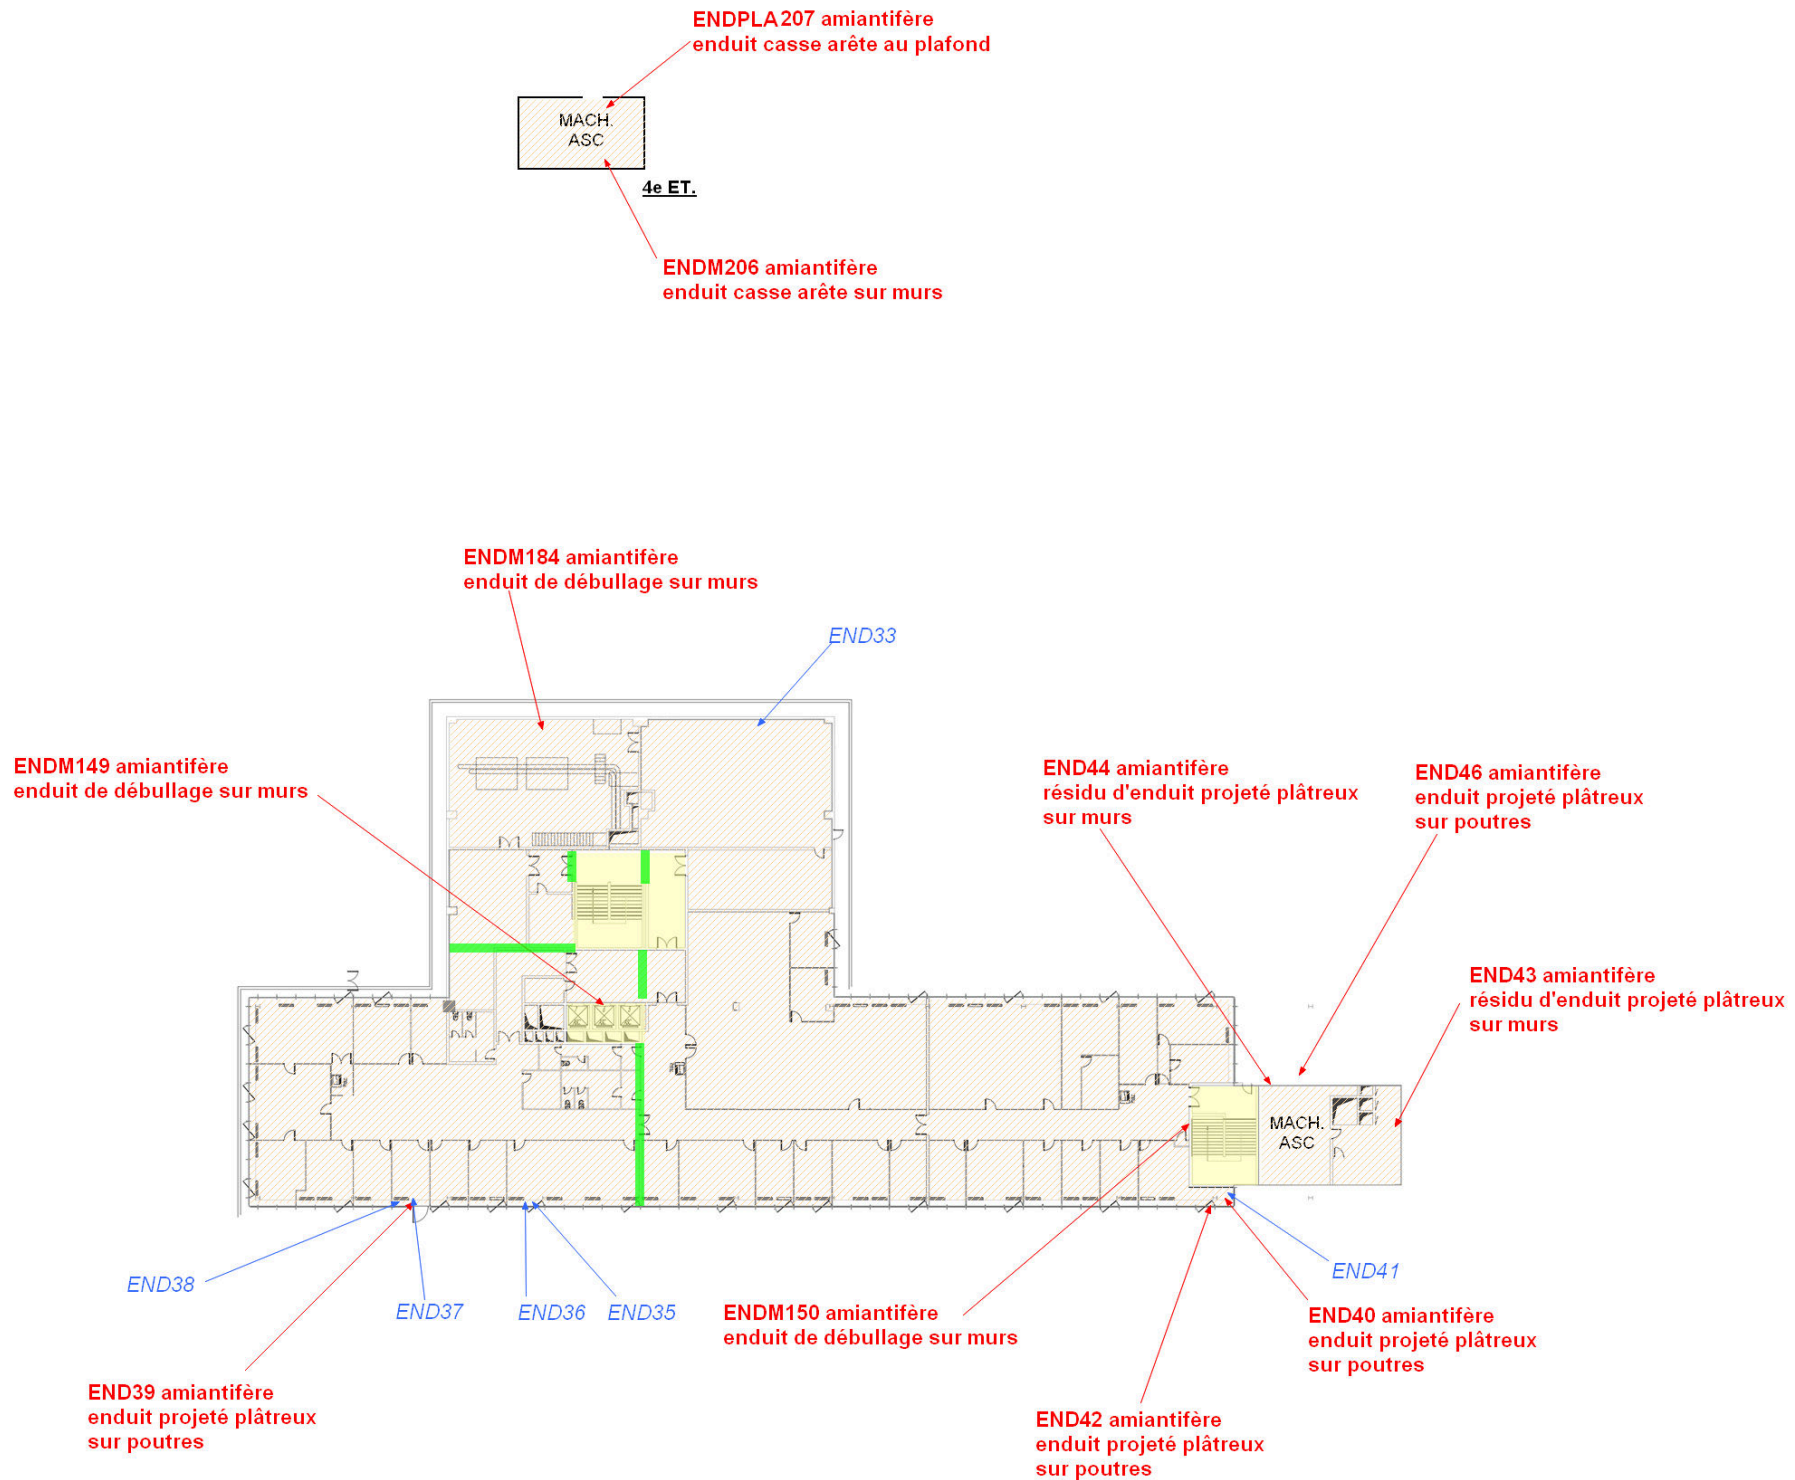 ENDPLA207 amiantifère
enduit casse arête au plafond
MACH.
ASC
4e ET.
ENDM206 amiantifère
enduit casse arête sur murs
ENDM184 amiantifère
enduit de débullage sur murs
END33
ENDM149 amiantifère
enduit de débullage sur murs
END44 amiantifère
résidu d'enduit projeté plâtreux
sur murs
END46 amiantifère
enduit projeté plâtreux
sur poutres
END43 amiantifère
résidu d'enduit projeté plâtreux
sur murs
MACH.
ASC
END38
END37
END36
END35
ENDM150 amiantifère
enduit de débullage sur murs
END41
END40 amiantifère
enduit projeté plâtreux
sur poutres
END39 amiantifère
enduit projeté plâtreux
sur poutres
END42 amiantifère
enduit projeté plâtreux
sur poutres